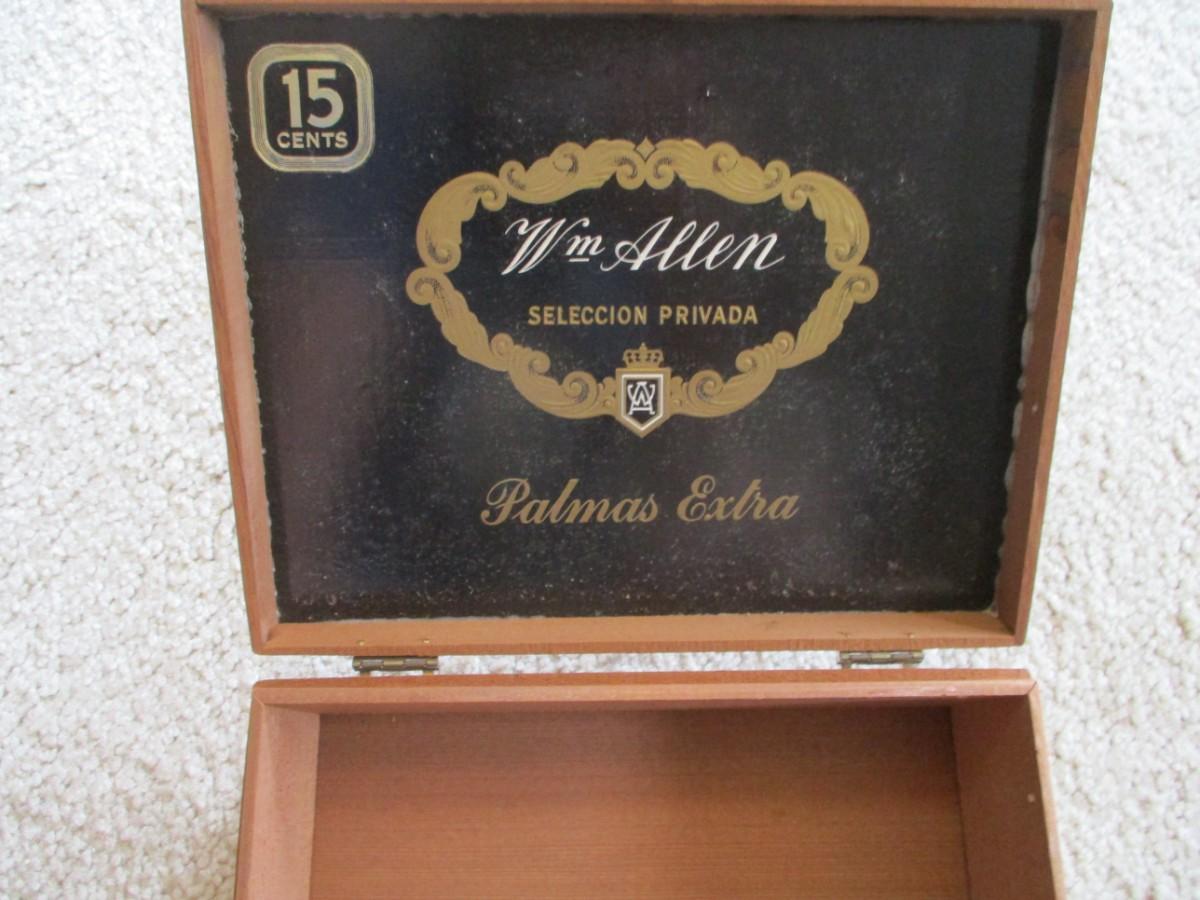 15
CENTS
Wm Allen
SELECCION PRIVADA
WA
Palmas Extra